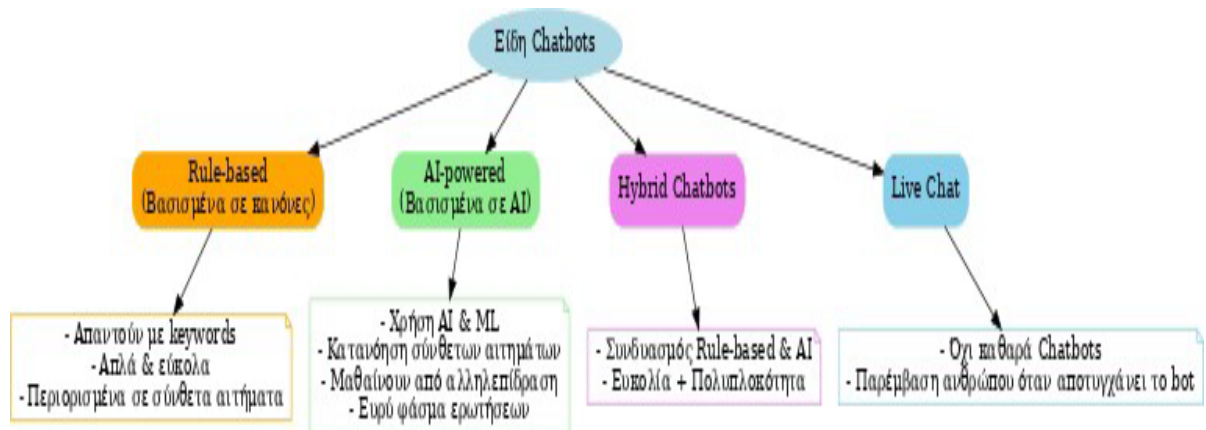 Είδη Chatbots
Rule-based
(Βασισμένα σε κανόνες)
AI-powered
(Βασισμένα σε AI)
Hybrid Chatbots
Live Chat
- Απαντούν με keywords
- Απλά & εύκολα
- Περιορισμένα σε σύνθετα αιτήματα
- Χρήση AI & ML
- Κατανόηση σύνθετων αιτημάτων
- Μαθαίνουν από αλληλεπίδραση
- Ευρύ φάσμα ερωτήσεων
- Συνδυασμός Rule-based & AI
- Ευκολία + Πολυπλοκότητα
- Όχι καθαρά Chatbots
- Παρέμβαση ανθρώπου όταν αποτυγχάνει το bot